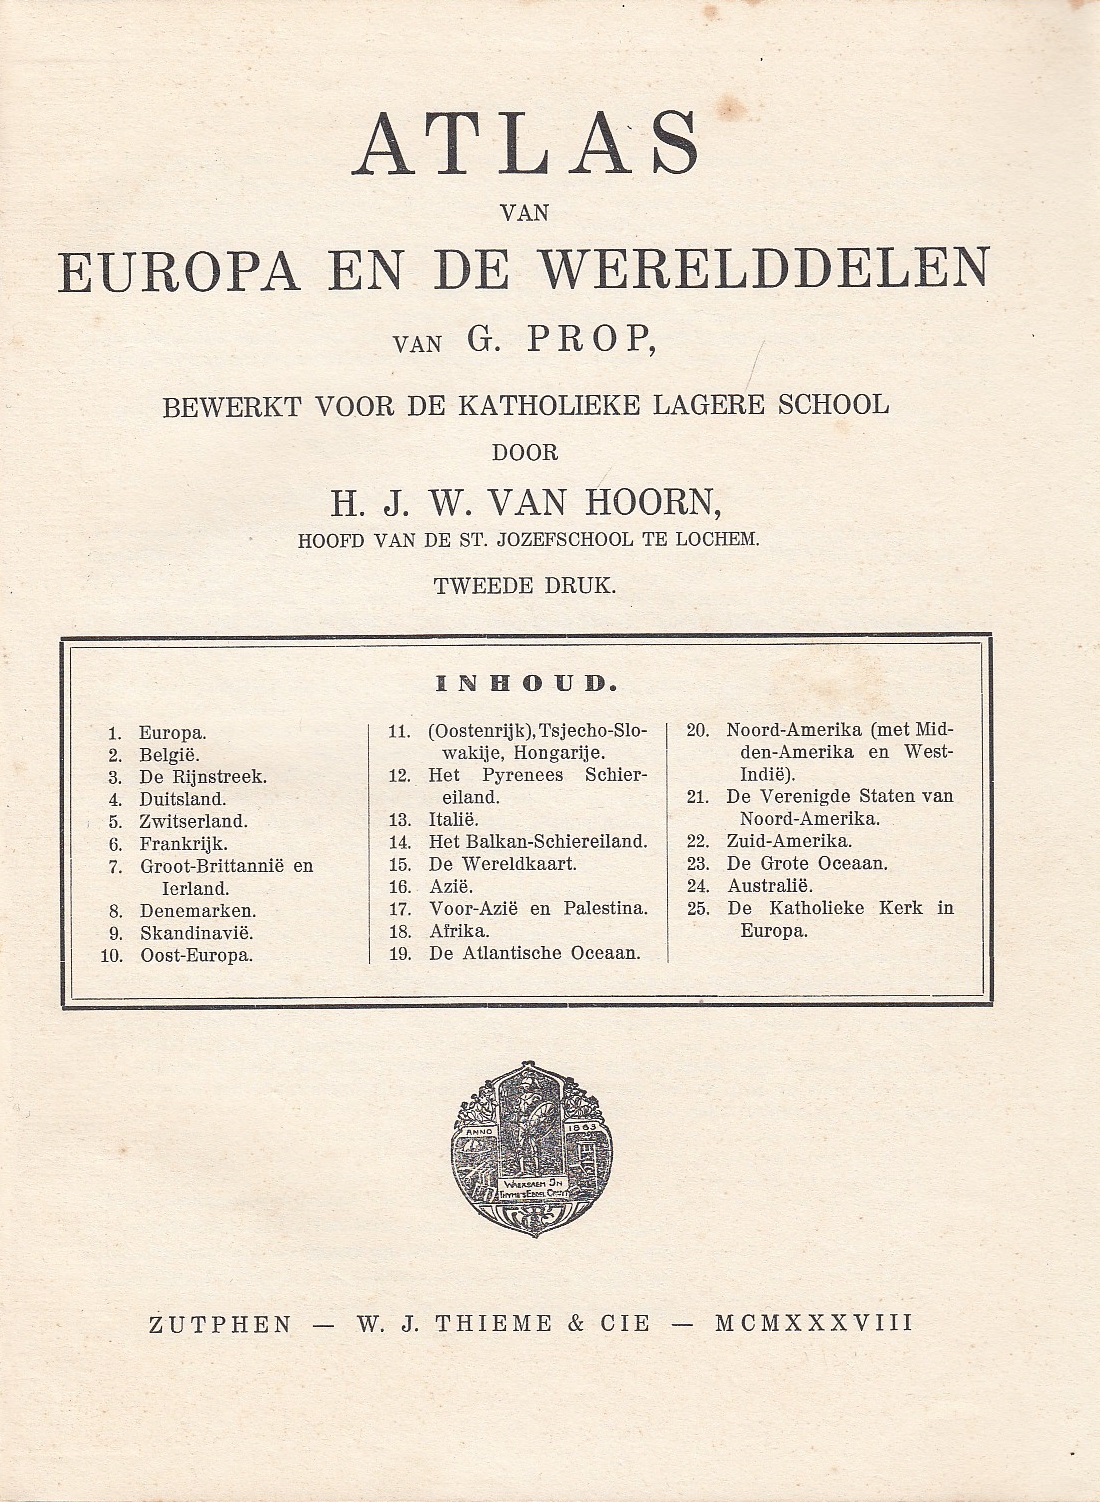 ATLAS
VAN
EUROPA EN DE WERELDDELEN
VAN G. PROP,
BEWERKT VOOR DE KATHOLIEKE LAGERE SCHOOL
DOOR
H. J. W. VAN HOORN,
HOOFD VAN DE ST. JOZEFSCHOOL TE LOCHEM.
TWEEDE DRUK.
INHOUD.
1. Europa.
2. België.
3. De Rijnstreek.
4. Duitsland.
5. Zwitserland.
6. Frankrijk.
7. Groot-Brittannië en
Ierland.
8. Denemarken.
9. Skandinavië.
10. Oost-Europa.
11. (Oostenrijk), Tsjecho-Slo-
wakije, Hongarije.
12. Het Pyrenees Schier-
eiland.
13. Italië.
14. Het Balkan-Schiereiland.
15. De Wereldkaart.
16. Azië.
17. Voor-Azië en Palestina.
18. Afrika.
19. De Atlantische Oceaan.
20. Noord-Amerika (met Mid-
den-Amerika en West-
Indië).
21. De Verenigde Staten van
Noord-Amerika.
22. Zuid-Amerika.
23. De Grote Oceaan.
24. Australië.
25. De Katholieke Kerk in
Europa.
ANNO 1863
WAEKSAEM IN
ZUTPHEN — W. J. THIEME & CIE — MCMXXXVIII